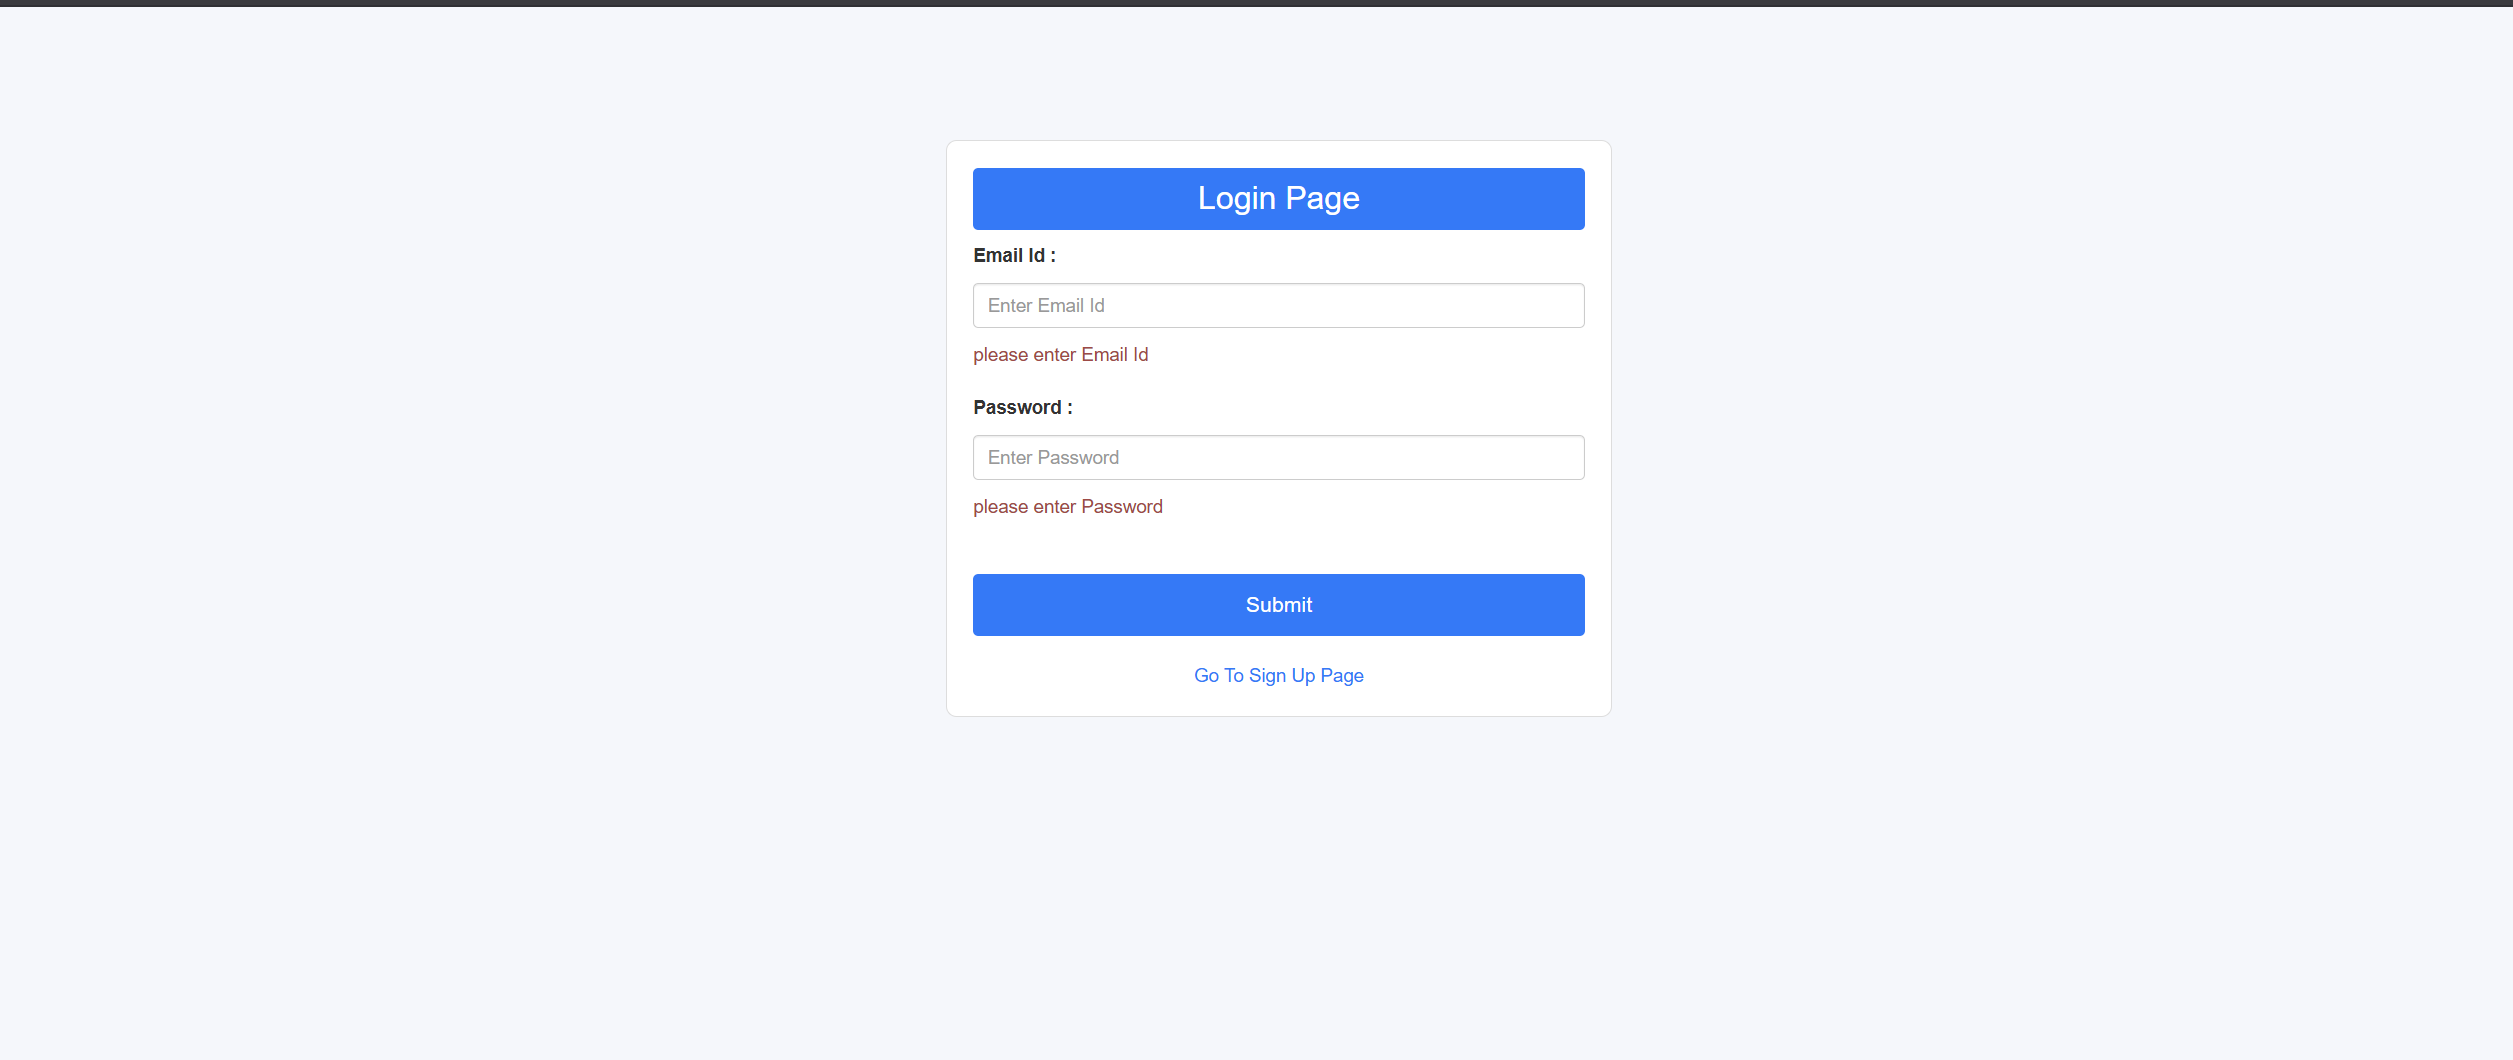 Login Page
Email Id :
Enter Email Id
please enter Email Id
Password :
Enter Password
please enter Password
Submit
Go To Sign Up Page